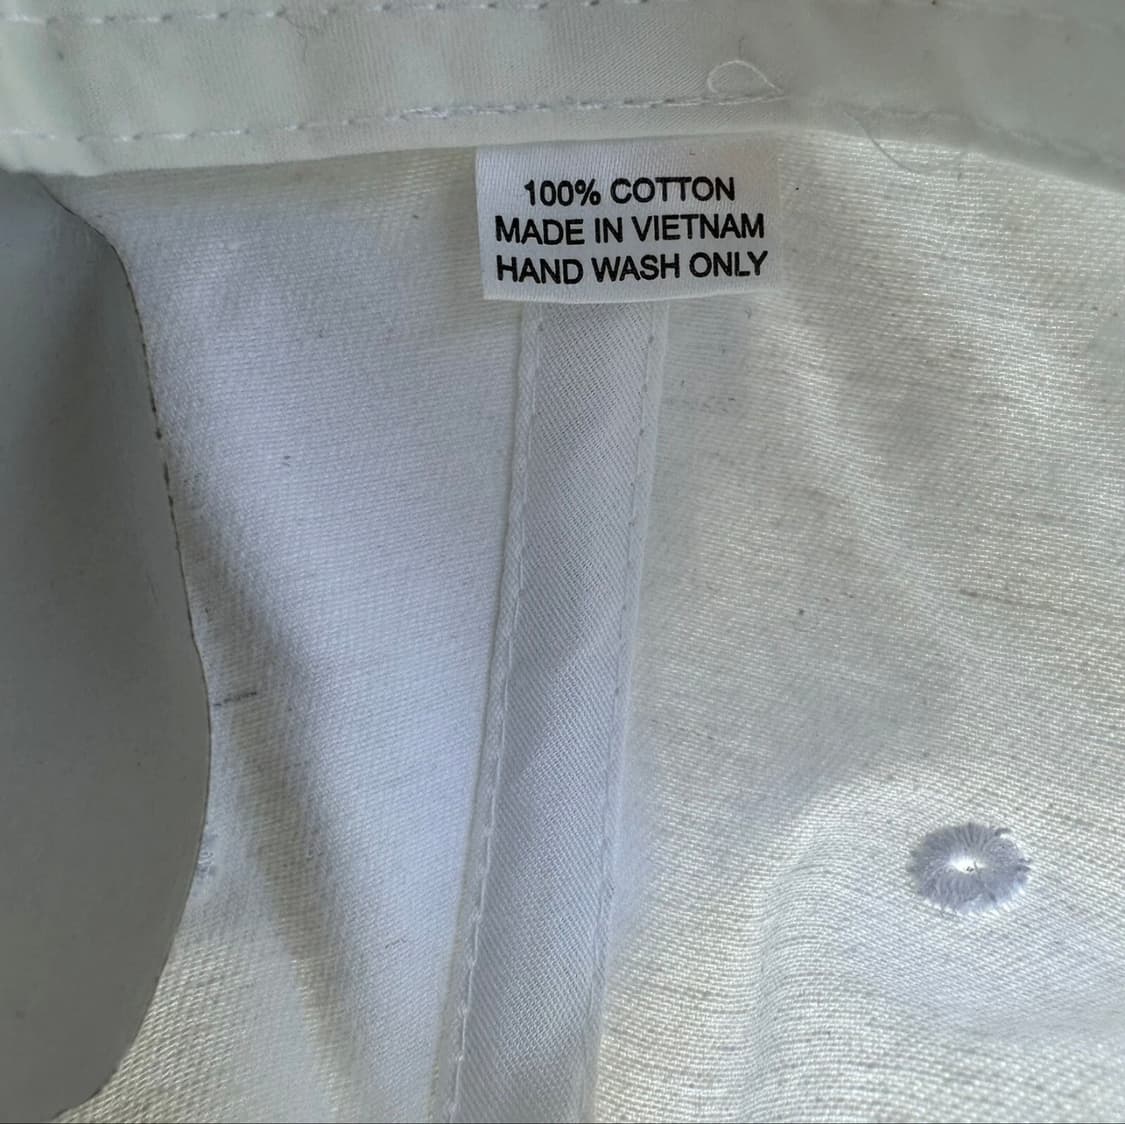 100% COTTON
MADE IN VIETNAM
HAND WASH ONLY